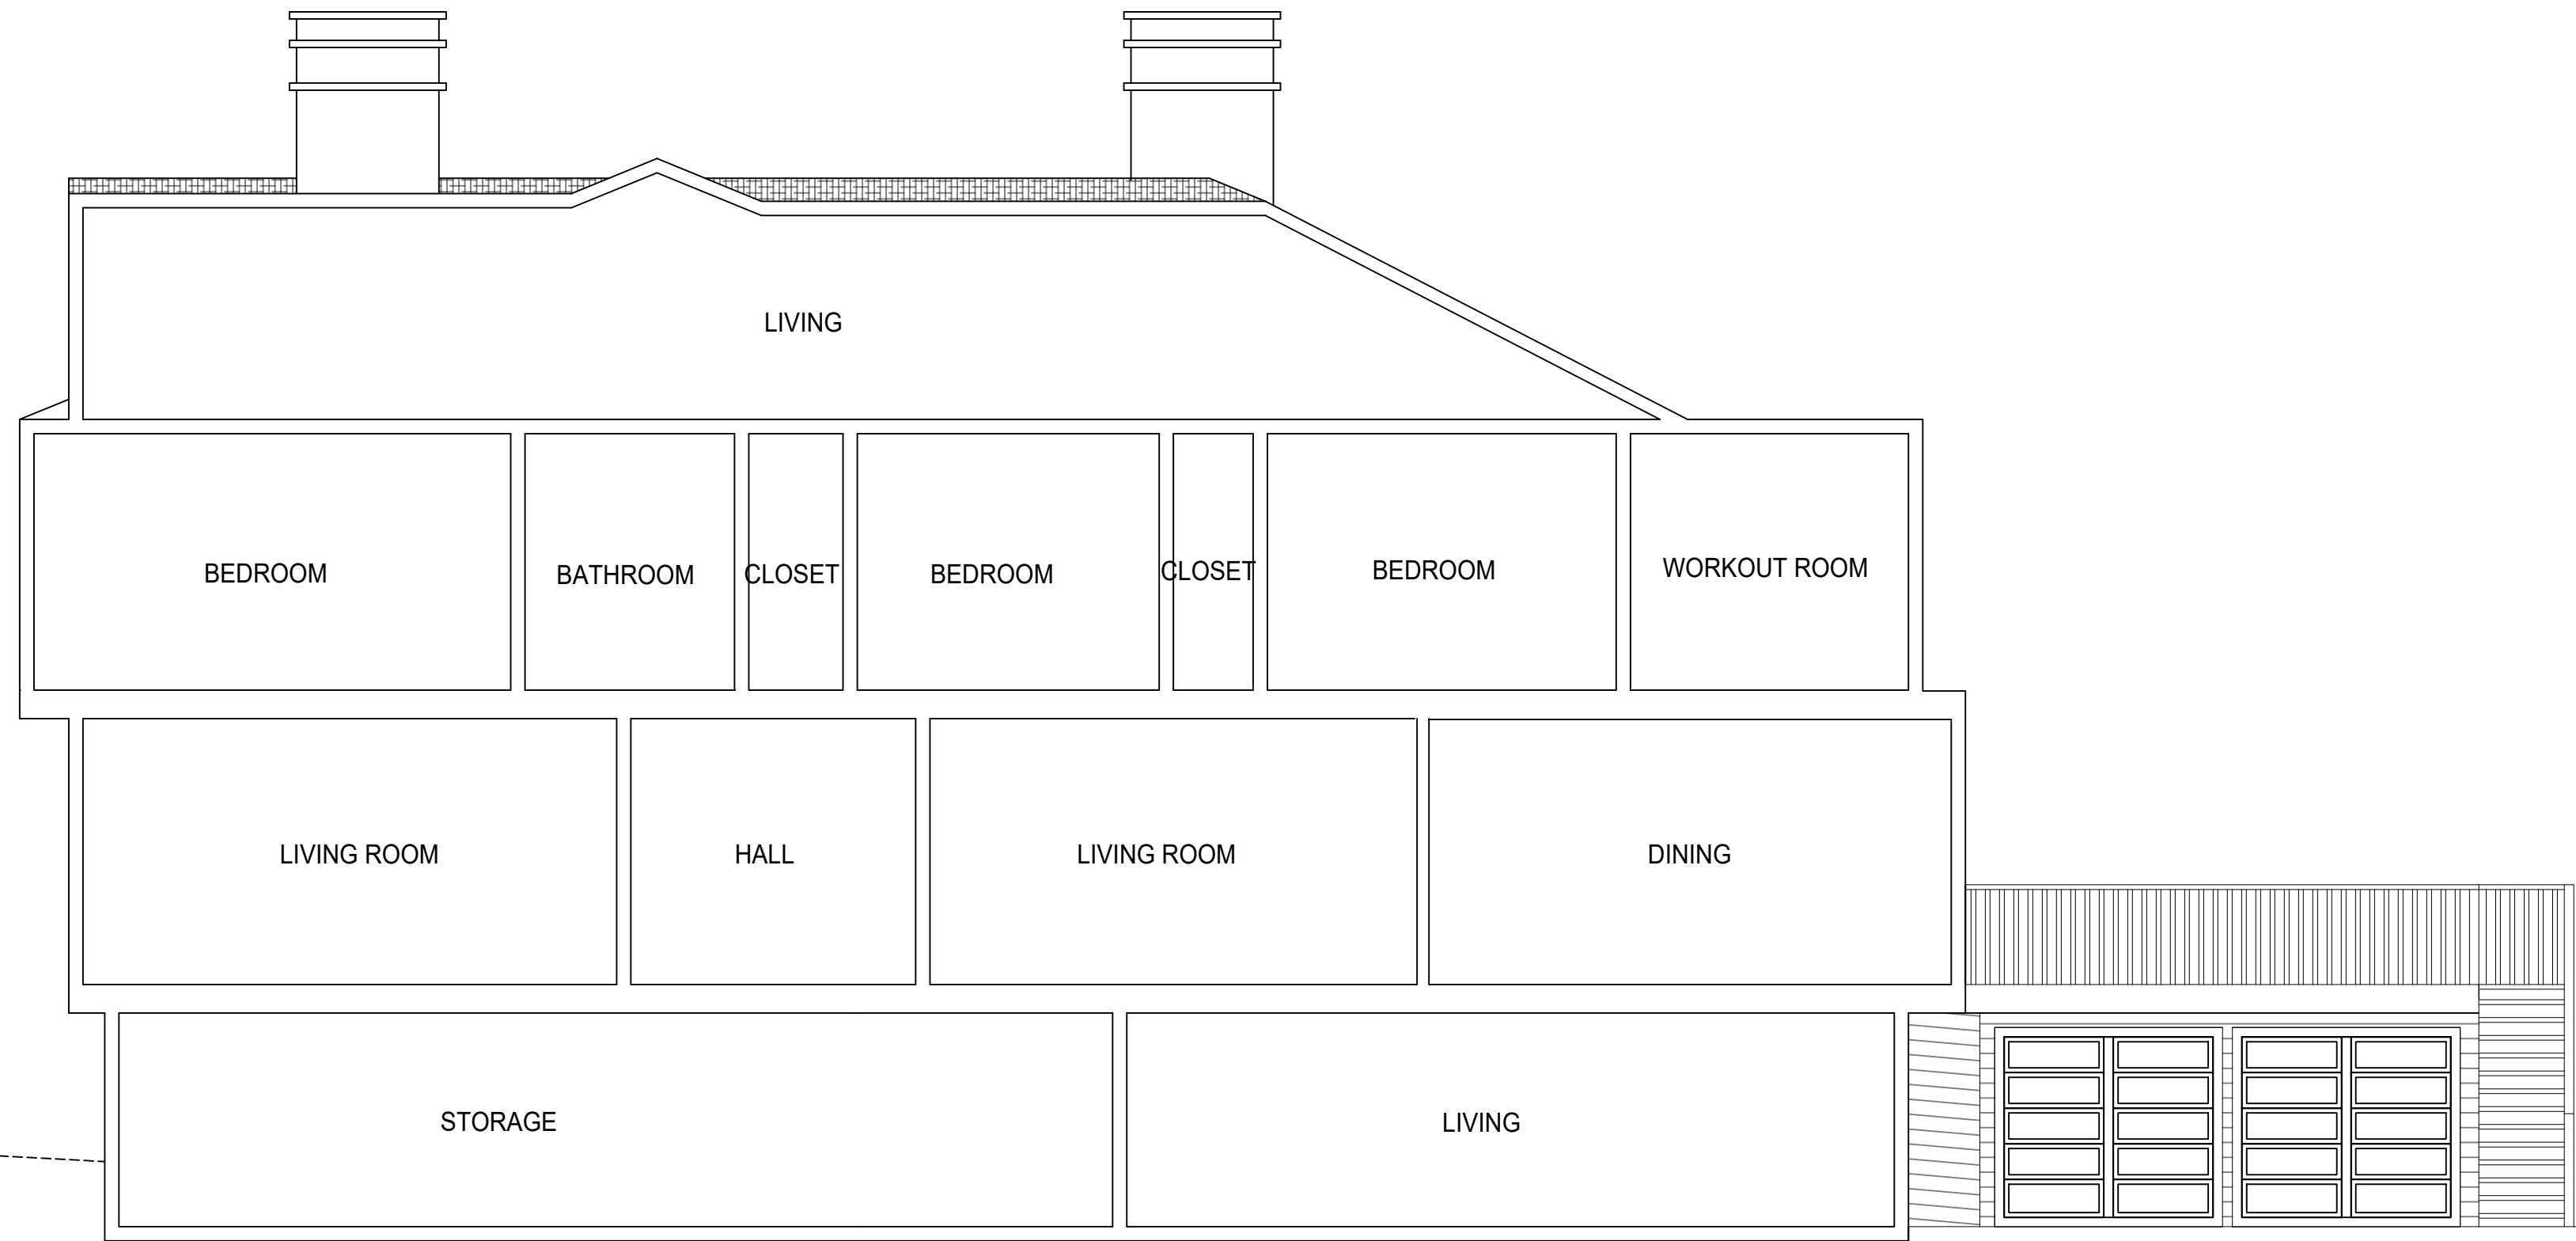 LIVING
BEDROOM
BATHROOM
CLOSET
BEDROOM
CLOSET
BEDROOM
WORKOUT ROOM
LIVING ROOM
HALL
LIVING ROOM
DINING
STORAGE
LIVING